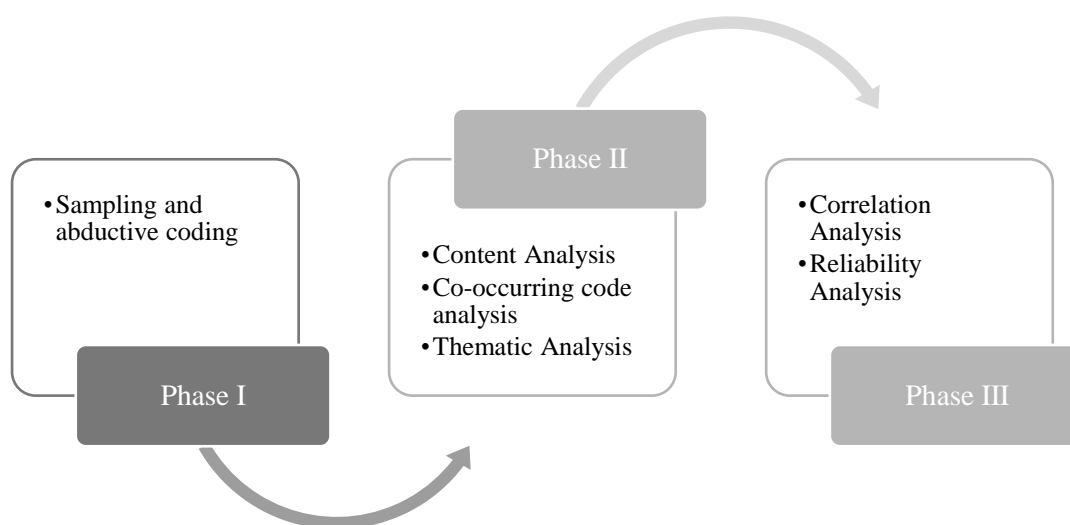 •Sampling and
abductive coding
Phase I
Phase II
•Content Analysis
•Co-occurring code
analysis
•Thematic Analysis
•Correlation
Analysis
•Reliability
Analysis
Phase III